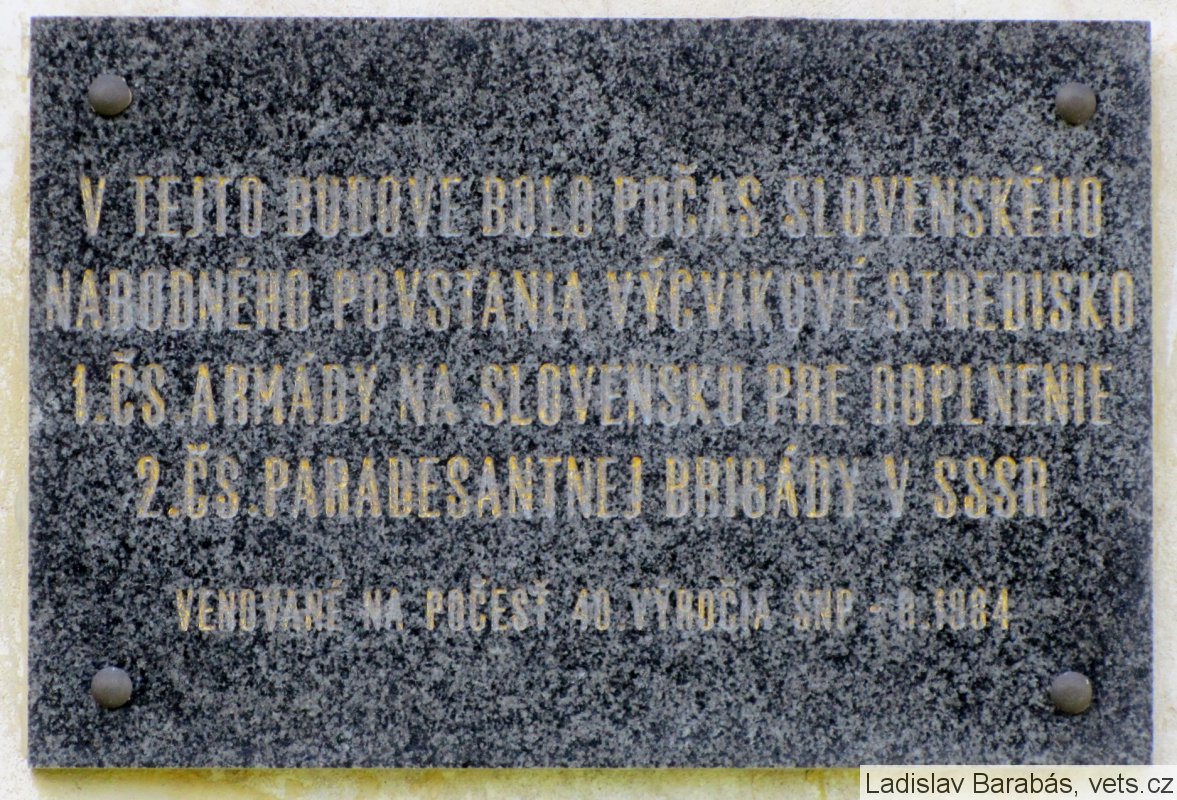 V TEJTO BUDOVE BOLO POČAS SLOVENSKÉHO
NARODNÉHO POVSTANIA VÝCVIKOVÉ STREDISKO
1.ČS.ARMÁDY NA SLOVENSKU PRE DOPLNENIE
2.ČS.PARADESANTNEJ BRIGÁDY V SSSR
VENOVANÉ NA POČESŤ 40.VÝROČIA SNP - 8.1984
Ladislav Barabás, vets.cz